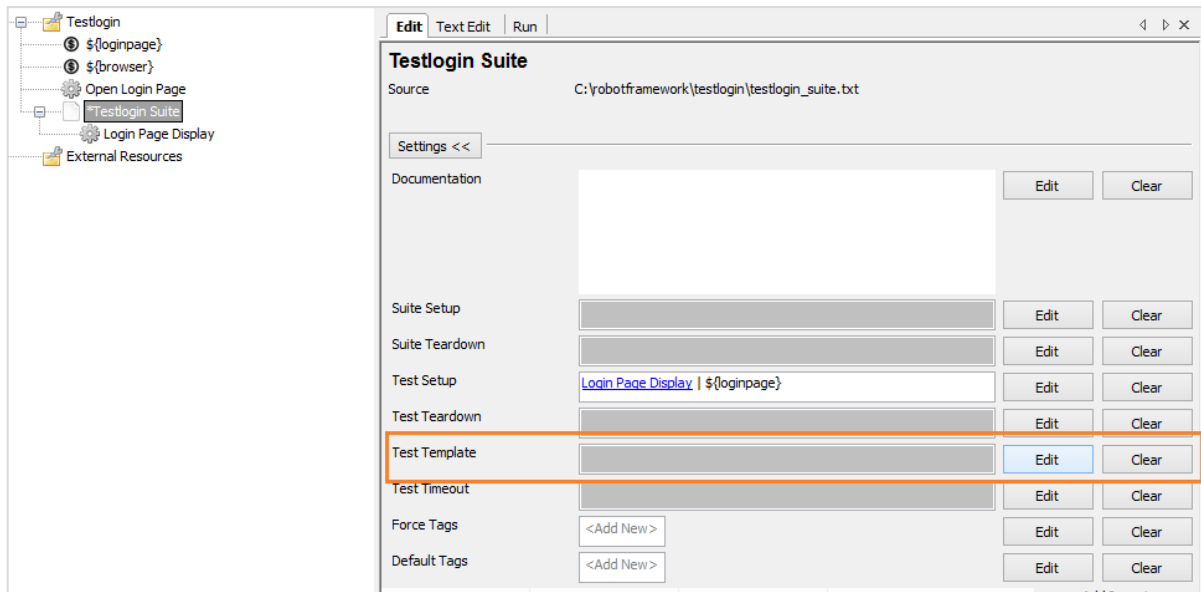 Testlogin
${loginpage}
${browser}
Open Login Page
*Testlogin Suite
Login Page Display
External Resources
Edit Text Edit Run
Testlogin Suite
Source C:\robotframework\testlogin\testlogin_suite.txt
Settings <<
Documentation Edit Clear
Suite Setup Edit Clear
Suite Teardown Edit Clear
Test Setup Login Page Display | ${loginpage} Edit Clear
Test Teardown Edit Clear
Test Template Edit Clear
Test Timeout Edit Clear
Force Tags <Add New> Edit Clear
Default Tags <Add New> Edit Clear